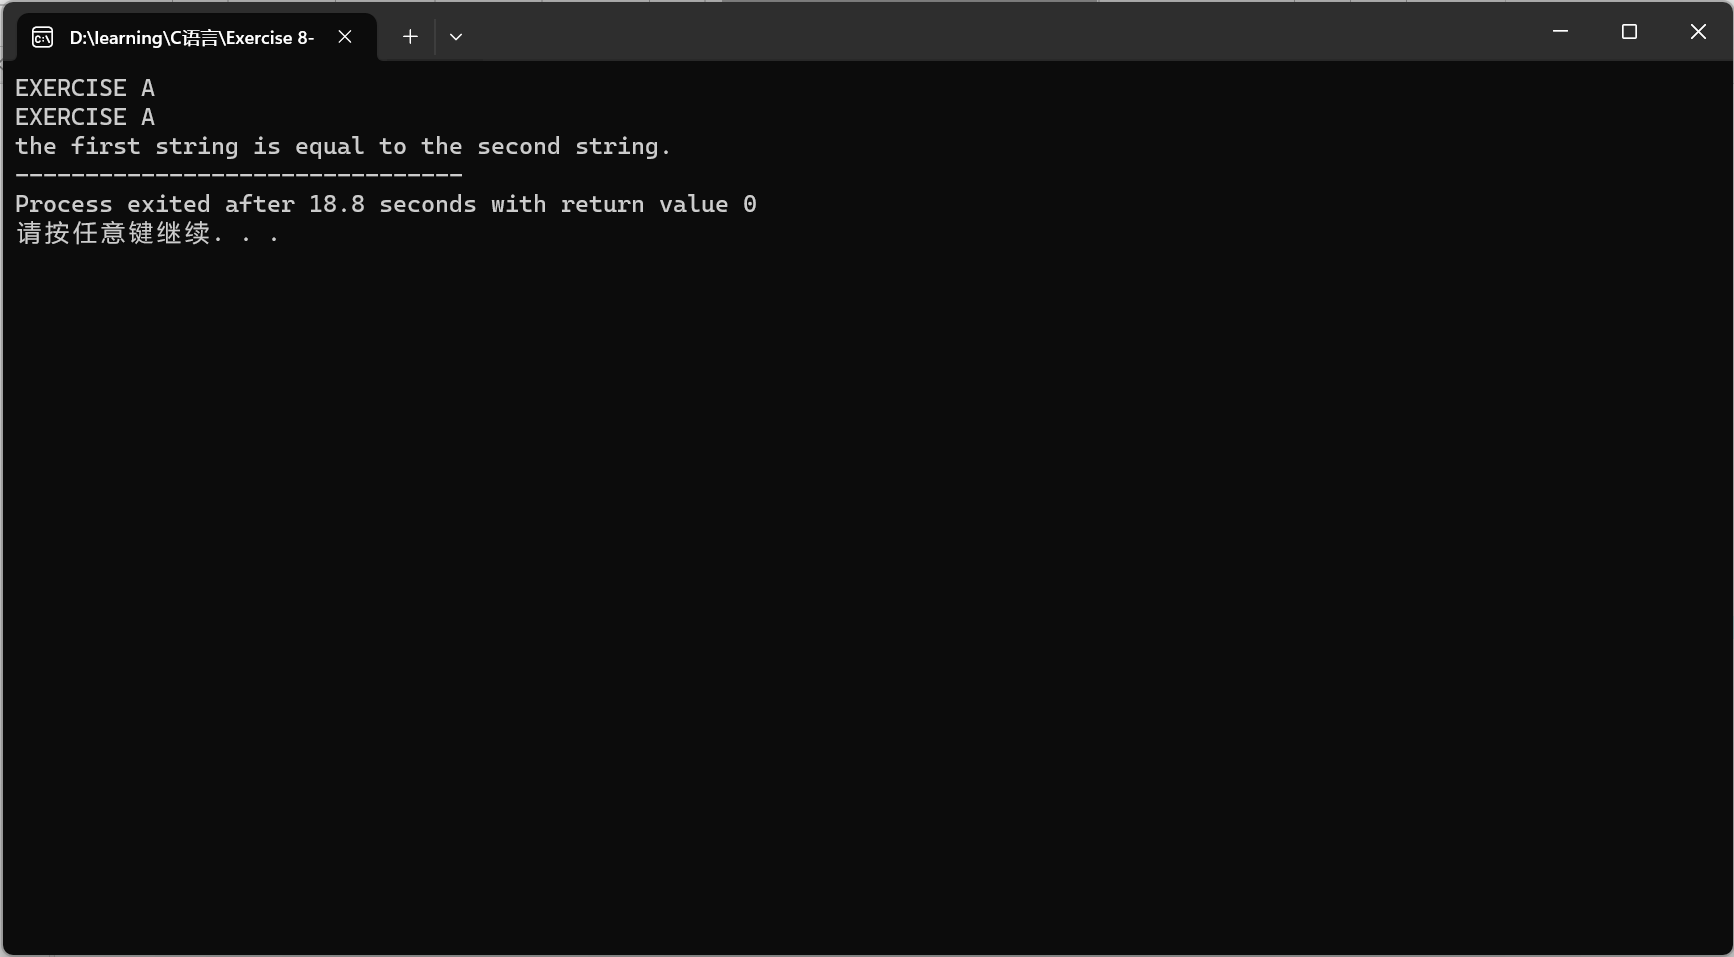 D:\learning\C语言\Exercise 8-
EXERCISE A
EXERCISE A
the first string is equal to the second string.
--------------------------------
Process exited after 18.8 seconds with return value 0
请按任意键继续. . .